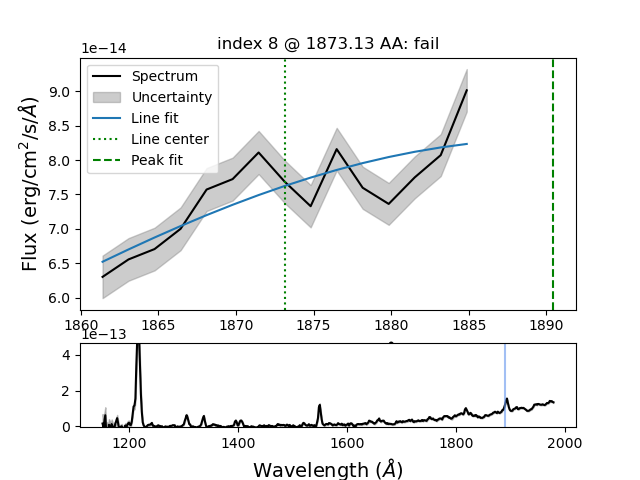 index 8 @ 1873.13 AA: fail
1e−14
Spectrum
Uncertainty
Line fit
Line center
Peak fit
9.0
8.5
8.0
7.5
7.0
6.5
6.0
Flux (erg/cm²/s/Å)
1860 1865 1870 1875 1880 1885 1890
1e−13
4
2
0
1200 1400 1600 1800 2000
Wavelength (Å)